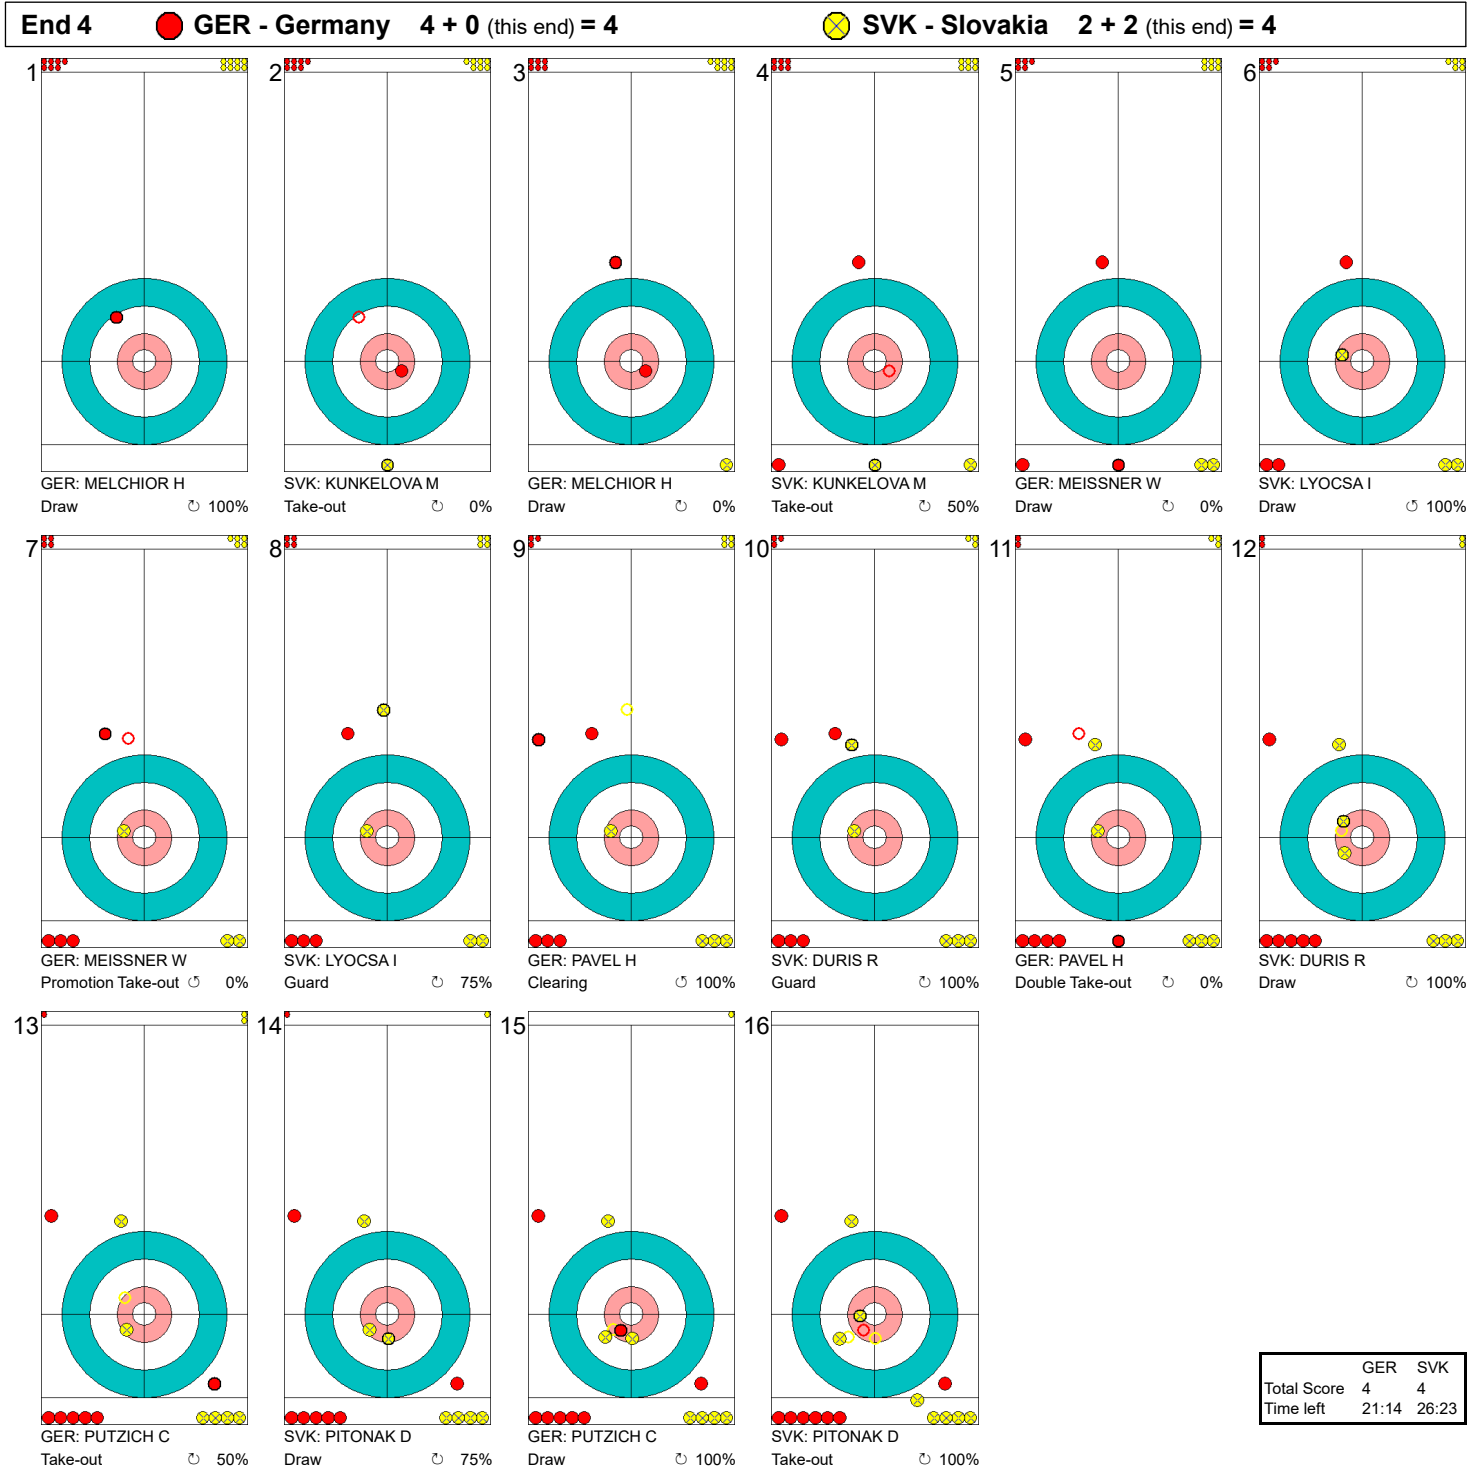 End 4 GER - Germany 4 + 0 (this end) = 4 SVK - Slovakia 2 + 2 (this end) = 4
1 2 3 4 5 6
GER: MELCHIOR H SVK: KUNKELOVA M GER: MELCHIOR H SVK: KUNKELOVA M GER: MEISSNER W SVK: LYOCSA I
Draw ↻ 100% Take-out ↻ 0% Draw ↻ 0% Take-out ↻ 50% Draw ↺ 0% Draw ↻ 100%
7 8 9 10 11 12
GER: MEISSNER W SVK: LYOCSA I GER: PAVEL H SVK: DURIS R GER: PAVEL H SVK: DURIS R
Promotion Take-out ↺ 0% Guard ↻ 75% Clearing ↺ 100% Guard ↻ 100% Double Take-out ↻ 0% Draw ↻ 100%
13 14 15 16
GER: PUTZICH C SVK: PITONAK D GER: PUTZICH C SVK: PITONAK D
Take-out ↻ 50% Draw ↻ 75% Draw ↻ 100% Take-out ↻ 100%
GER SVK
Total Score 4 4
Time left 21:14 26:23